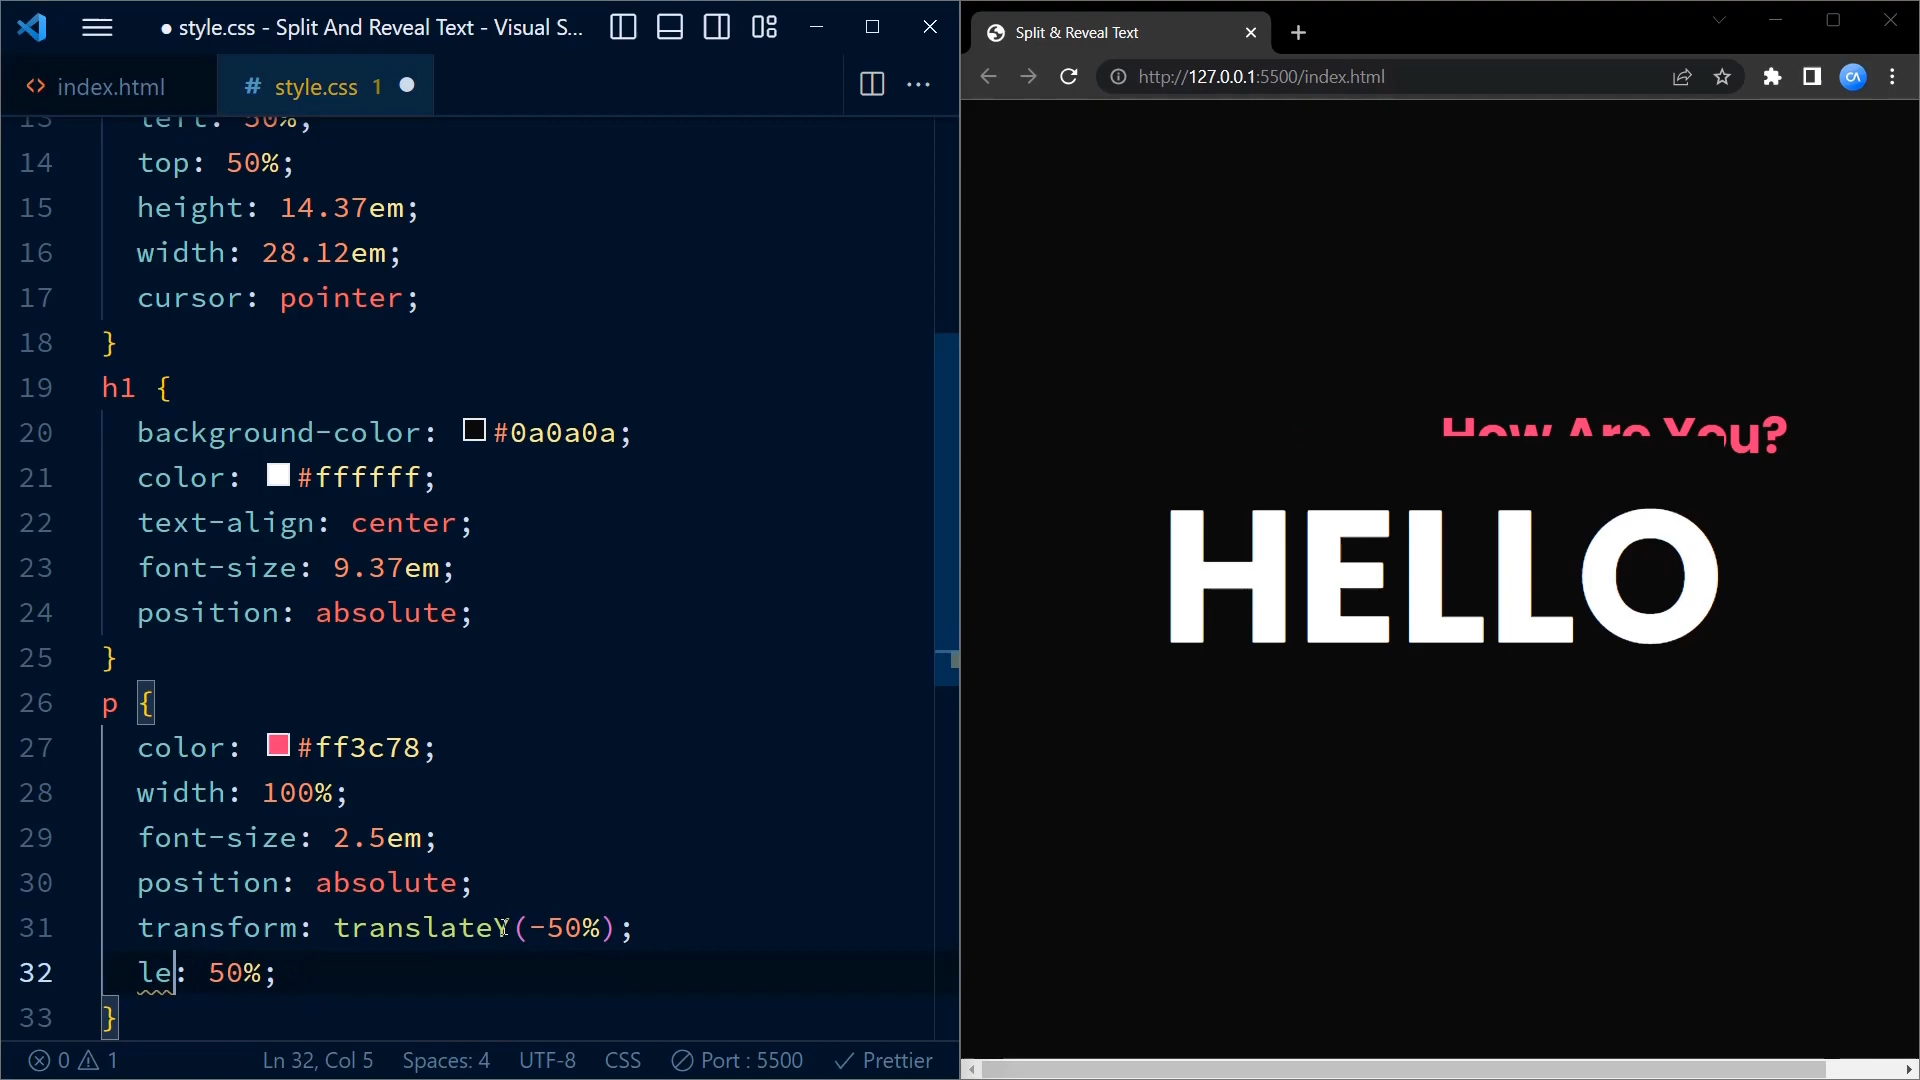 ● style.css - Split And Reveal Text - Visual S...
<> index.html
# style.css 1 ●
13 left: 50%;
14 top: 50%;
15 height: 14.37em;
16 width: 28.12em;
17 cursor: pointer;
18 }
19 h1 {
20 background-color: #0a0a0a;
21 color: #ffffff;
22 text-align: center;
23 font-size: 9.37em;
24 position: absolute;
25 }
26 p {
27 color: #ff3c78;
28 width: 100%;
29 font-size: 2.5em;
30 position: absolute;
31 transform: translateY(-50%);
32 le: 50%;
33 }
0 1 Ln 32, Col 5 Spaces: 4 UTF-8 CSS Port : 5500 Prettier
Split & Reveal Text
http://127.0.0.1:5500/index.html
CA
How Are You?
HELLO